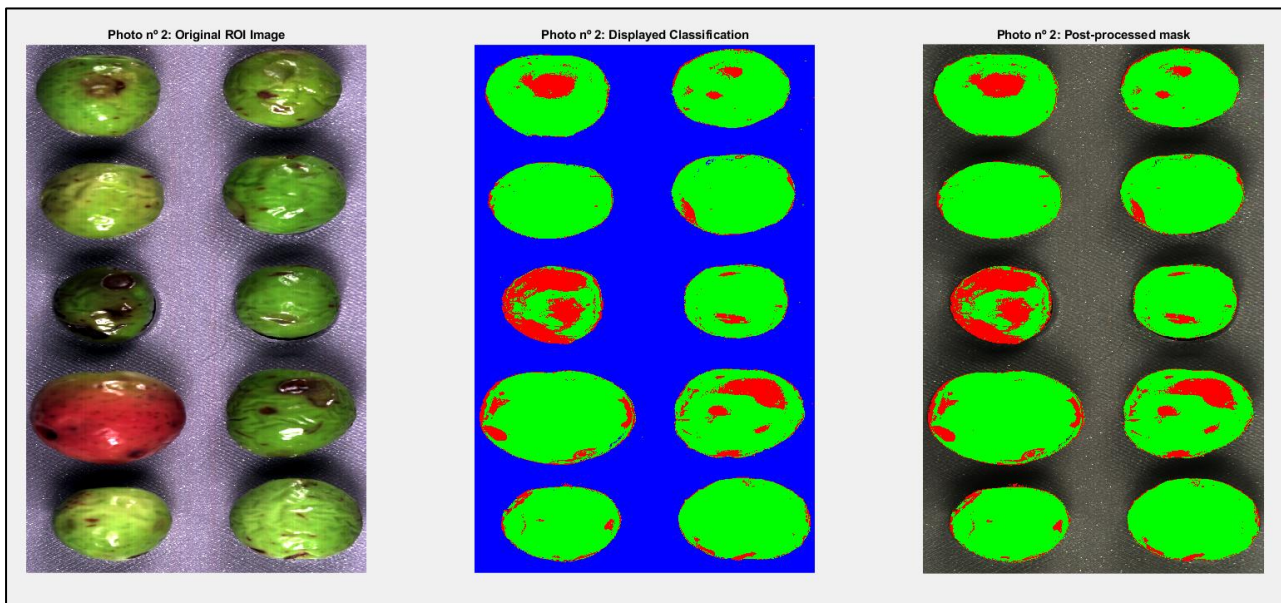 Photo nº 2: Original ROI Image
Photo nº 2: Displayed Classification
Photo nº 2: Post-processed mask